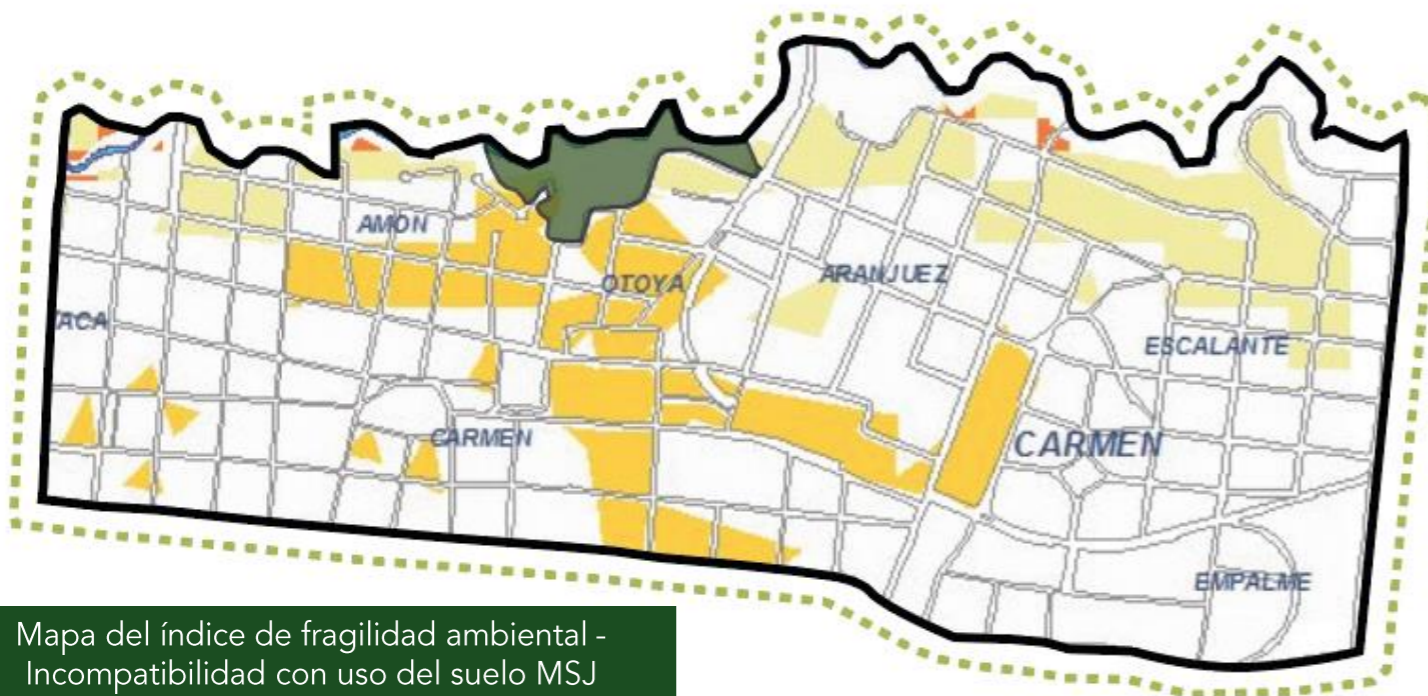 AMON
OTOYA
ARANJUEZ
ACA
ESCALANTE
CARMEN
CARMEN
EMPALME
Mapa del índice de fragilidad ambiental -
Incompatibilidad con uso del suelo MSJ